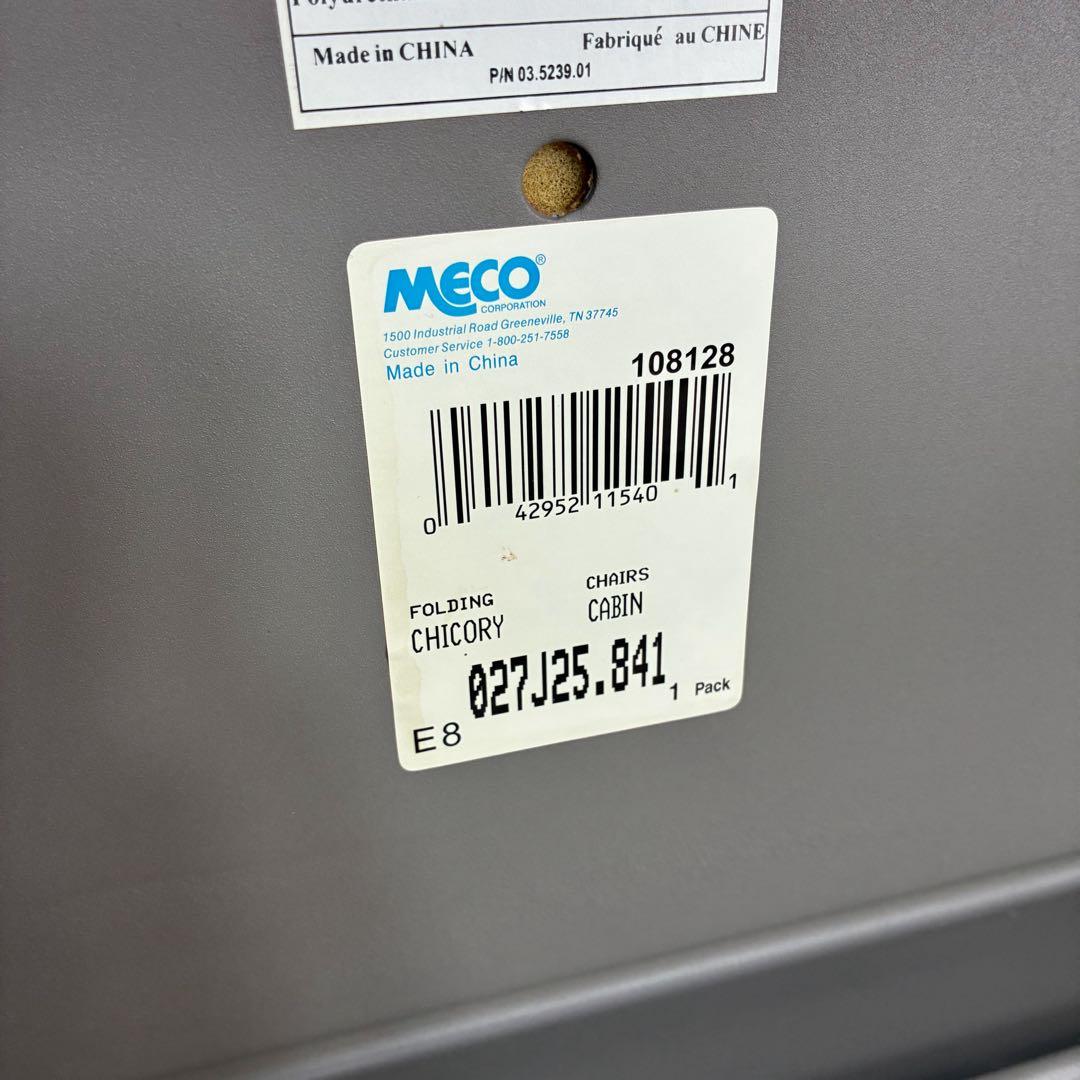 Made in CHINA Fabriqué au CHINE
P/N 03.5239.01
MECO®
CORPORATION
1500 Industrial Road Greeneville, TN 37745
Customer Service 1-800-251-7558
Made in China
108128
0 42952 11540 1
FOLDING CHAIRS
CHICORY CABIN
027J25.841
1 Pack
E8